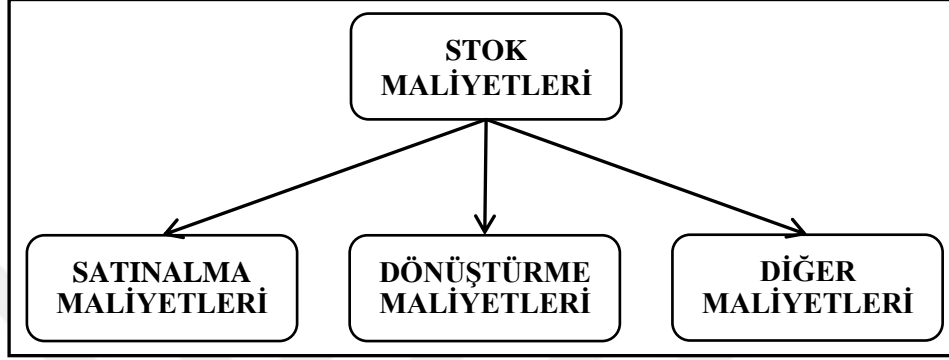 STOK
MALİYETLERİ
SATINALMA
MALİYETLERİ
DÖNÜŞTÜRME
MALİYETLERİ
DİĞER
MALİYETLERİ